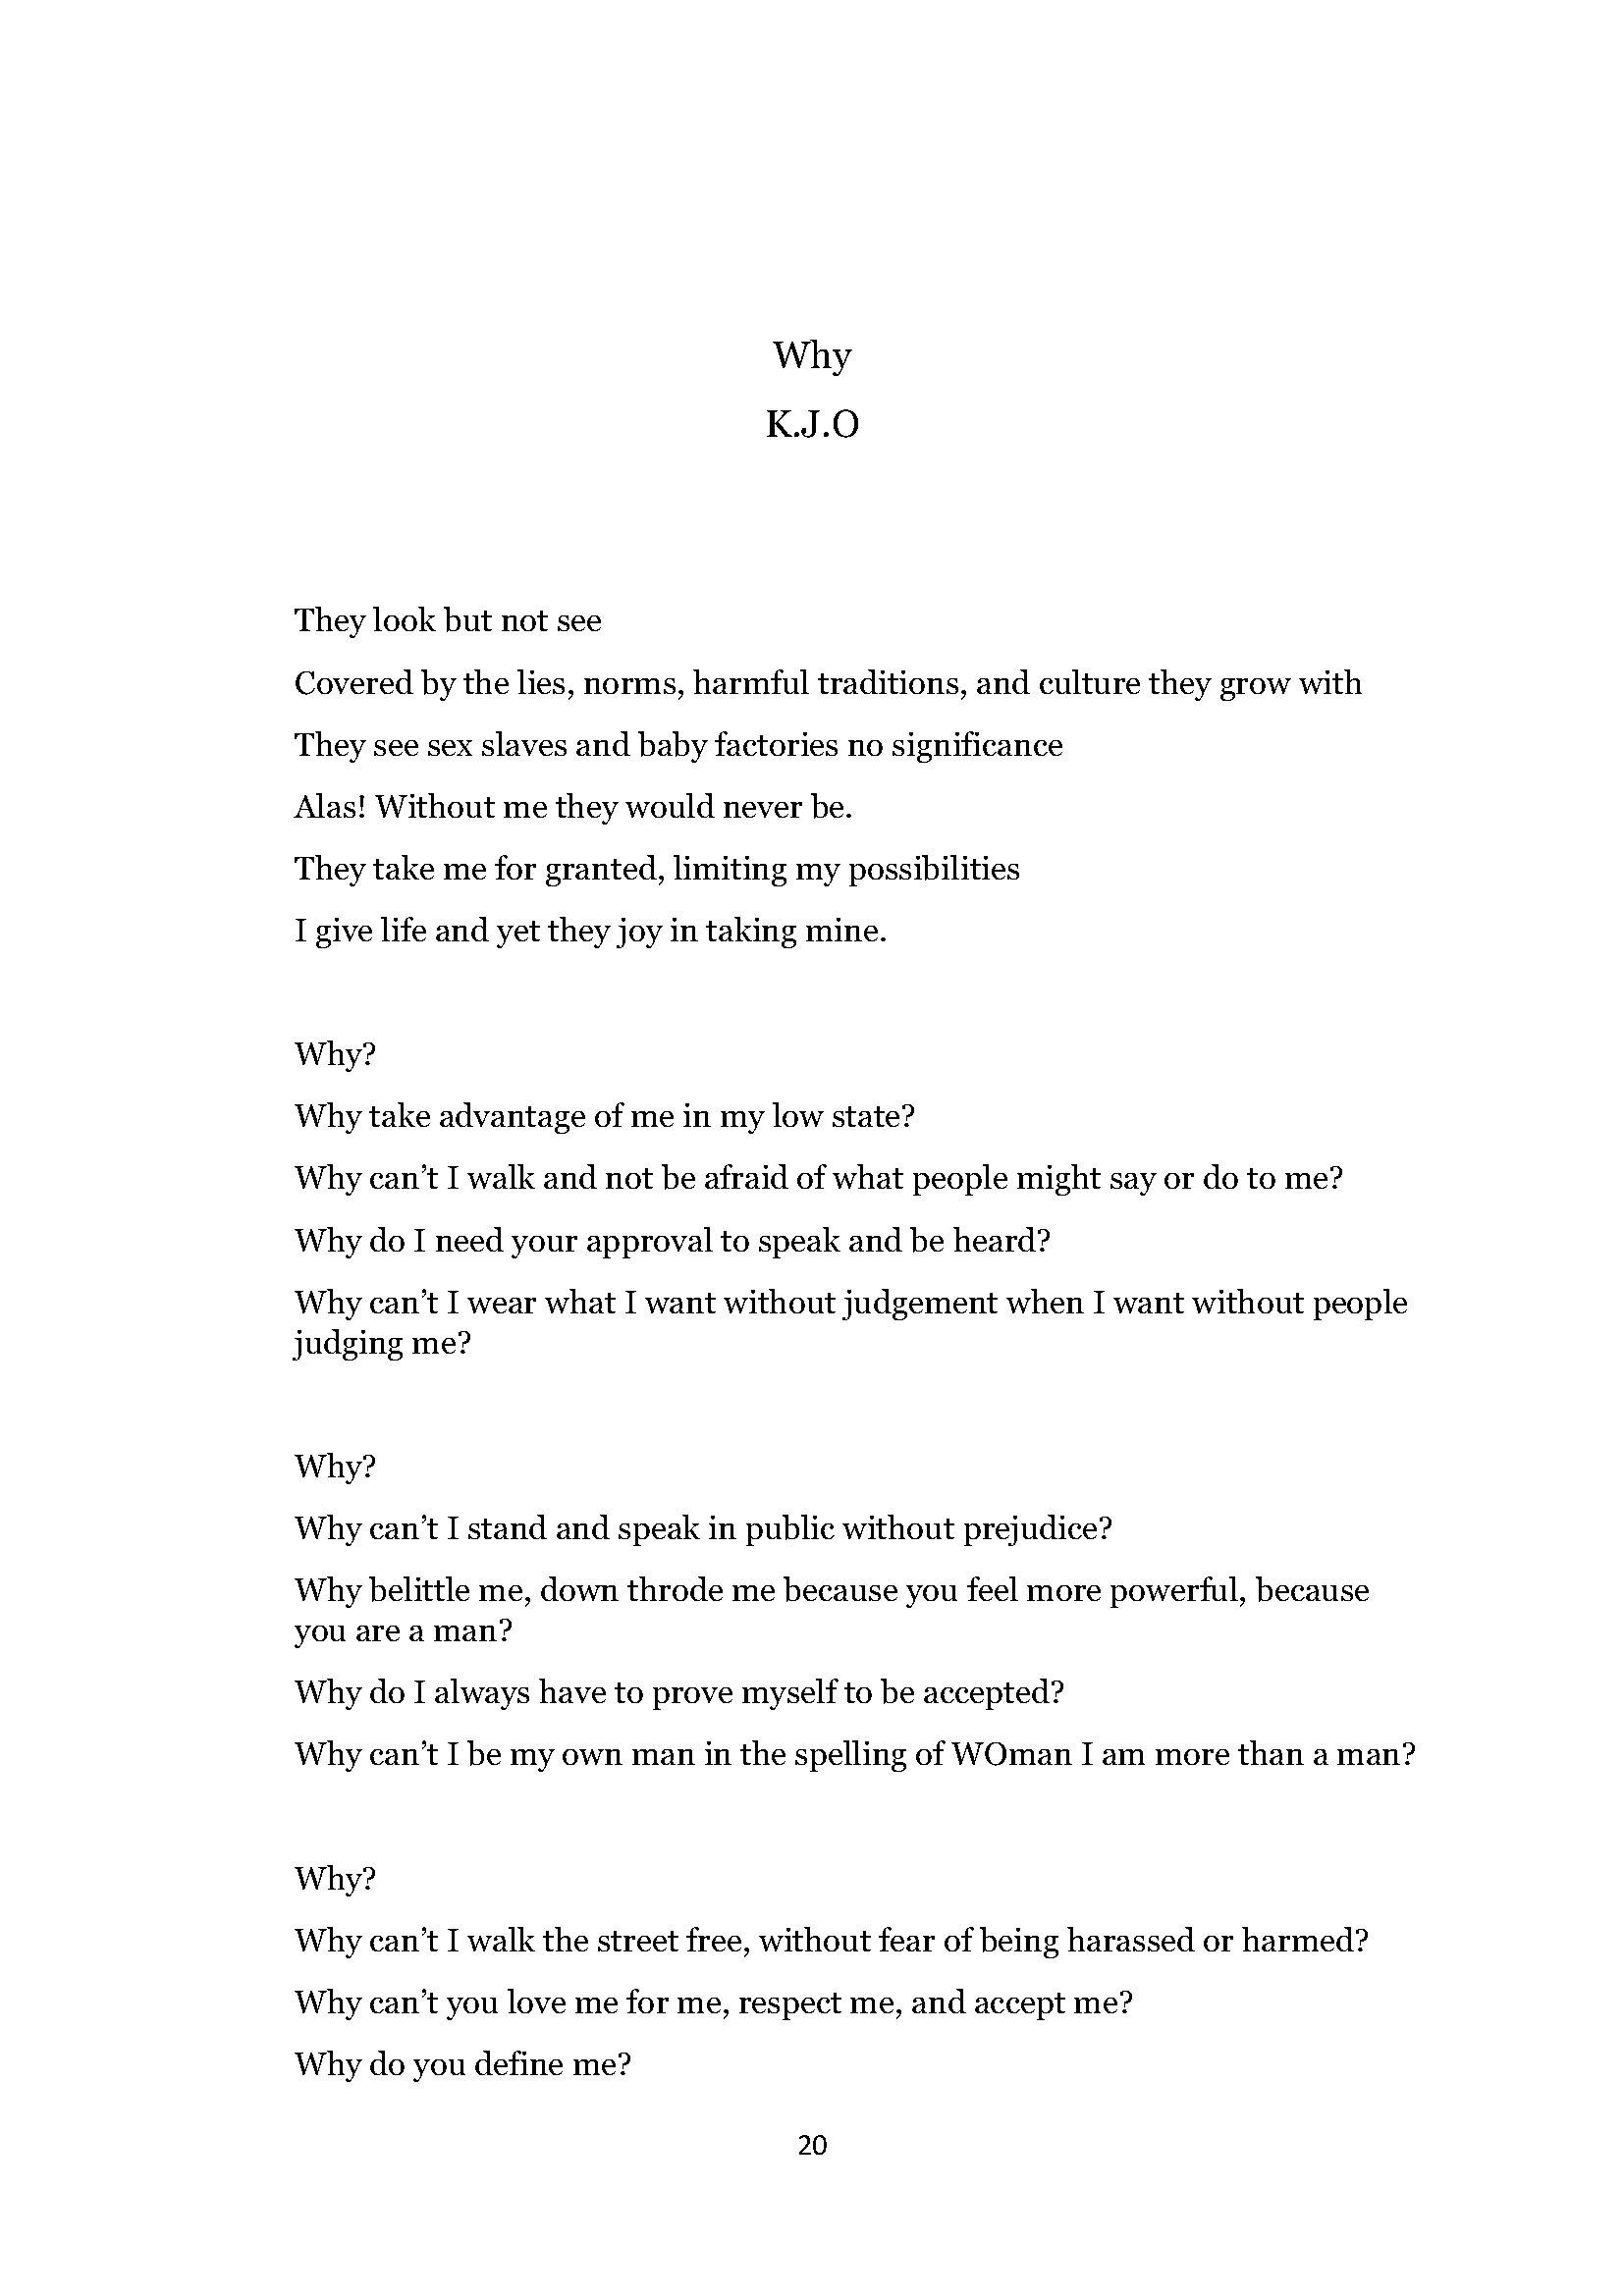 Why
K.J.O
They look but not see
Covered by the lies, norms, harmful traditions, and culture they grow with
They see sex slaves and baby factories no significance
Alas! Without me they would never be.
They take me for granted, limiting my possibilities
I give life and yet they joy in taking mine.
Why?
Why take advantage of me in my low state?
Why can’t I walk and not be afraid of what people might say or do to me?
Why do I need your approval to speak and be heard?
Why can’t I wear what I want without judgement when I want without people
judging me?
Why?
Why can’t I stand and speak in public without prejudice?
Why belittle me, down throde me because you feel more powerful, because
you are a man?
Why do I always have to prove myself to be accepted?
Why can’t I be my own man in the spelling of WOman I am more than a man?
Why?
Why can’t I walk the street free, without fear of being harassed or harmed?
Why can’t you love me for me, respect me, and accept me?
Why do you define me?
20